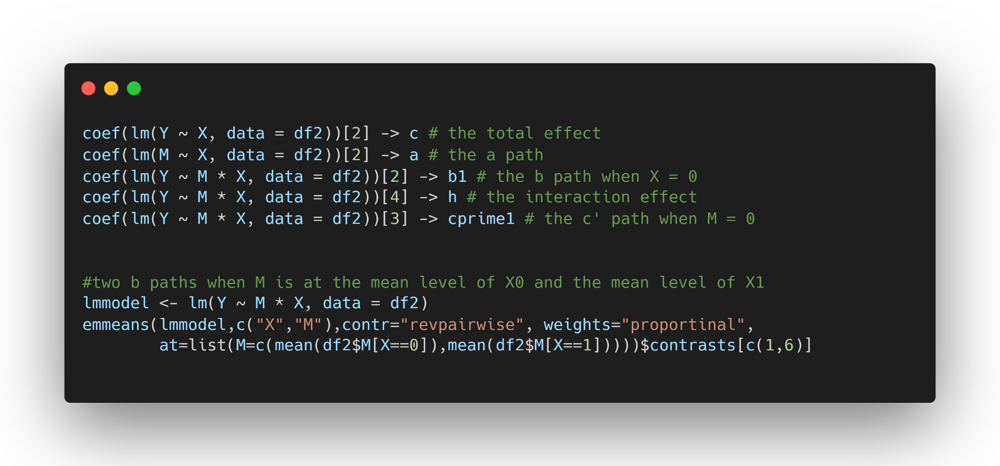 coef(lm(Y ~ X, data = df2))[2] -> c # the total effect
coef(lm(M ~ X, data = df2))[2] -> a # the a path
coef(lm(Y ~ M * X, data = df2))[2] -> b1 # the b path when X = 0
coef(lm(Y ~ M * X, data = df2))[4] -> h # the interaction effect
coef(lm(Y ~ M * X, data = df2))[3] -> cprime1 # the c' path when M = 0
#two b paths when M is at the mean level of X0 and the mean level of X1
lmmodel <- lm(Y ~ M * X, data = df2)
emmeans(lmmodel,c("X","M"),contr="revpairwise", weights="proportinal",
        at=list(M=c(mean(df2$M[X==0]),mean(df2$M[X==1]))))$contrasts[c(1,6)]